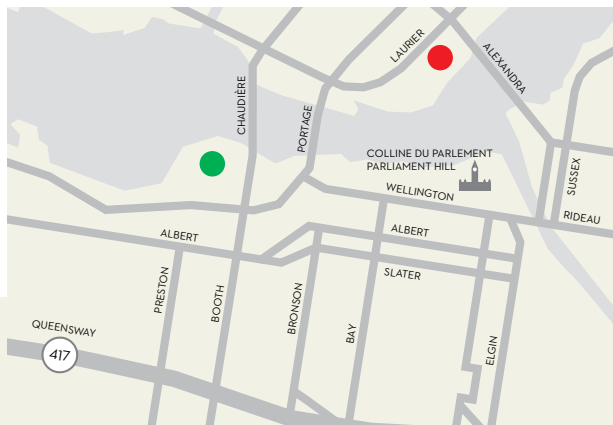 LAURIER
ALEXANDRA
CHAUDIÈRE
PORTAGE
COLLINE DU PARLEMENT
PARLIAMENT HILL
SUSSEX
WELLINGTON
RIDEAU
ALBERT
ALBERT
SLATER
PRESTON
BOOTH
BRONSON
BAY
ELGIN
QUEENSWAY
417